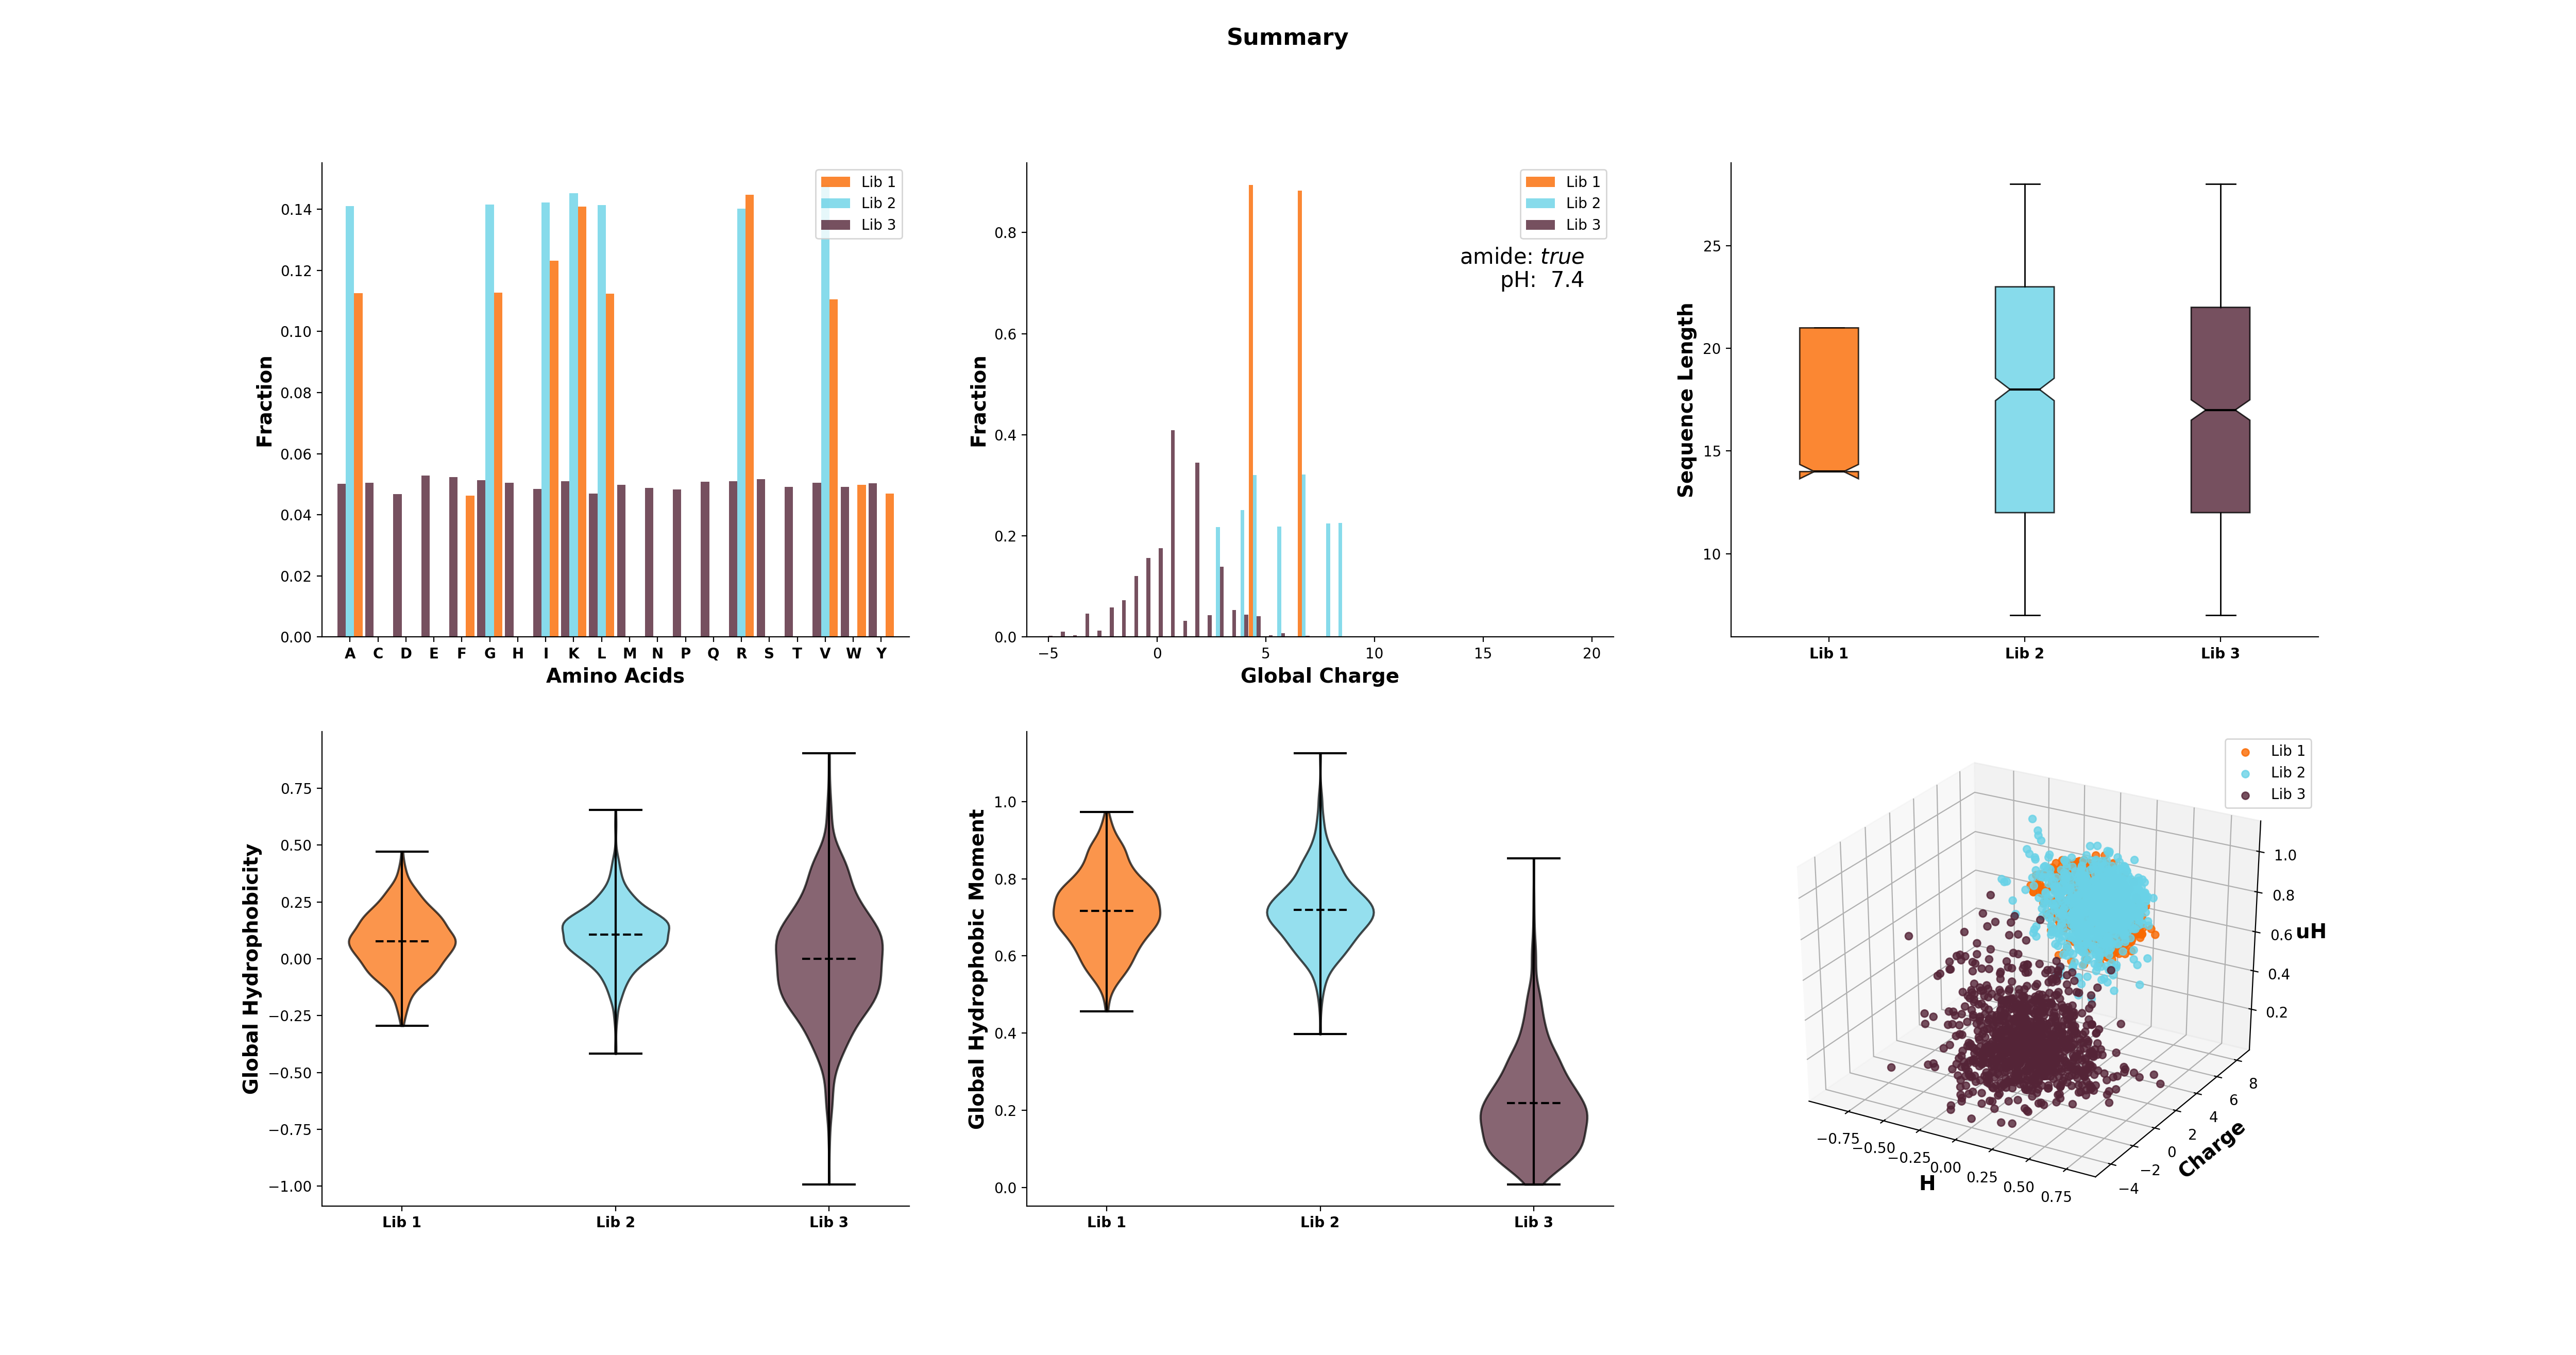 Summary
Fraction
0.14
0.12
0.10
0.08
0.06
0.04
0.02
0.00
A C D E F G H I K L M N P Q R S T V W Y
Amino Acids
Lib 1
Lib 2
Lib 3
Fraction
0.8
0.6
0.4
0.2
0.0
−5 0 5 10 15 20
Global Charge
Lib 1
Lib 2
Lib 3
amide: true
pH: 7.4
Sequence Length
25
20
15
10
Lib 1 Lib 2 Lib 3
Global Hydrophobicity
0.75
0.50
0.25
0.00
−0.25
−0.50
−0.75
−1.00
Lib 1 Lib 2 Lib 3
Global Hydrophobic Moment
1.0
0.8
0.6
0.4
0.2
0.0
Lib 1 Lib 2 Lib 3
Lib 1
Lib 2
Lib 3
1.0
0.8
0.6
0.4
0.2
uH
8
6
4
2
0
−2
−4
Charge
−0.75
−0.50
−0.25
0.00
0.25
0.50
0.75
H